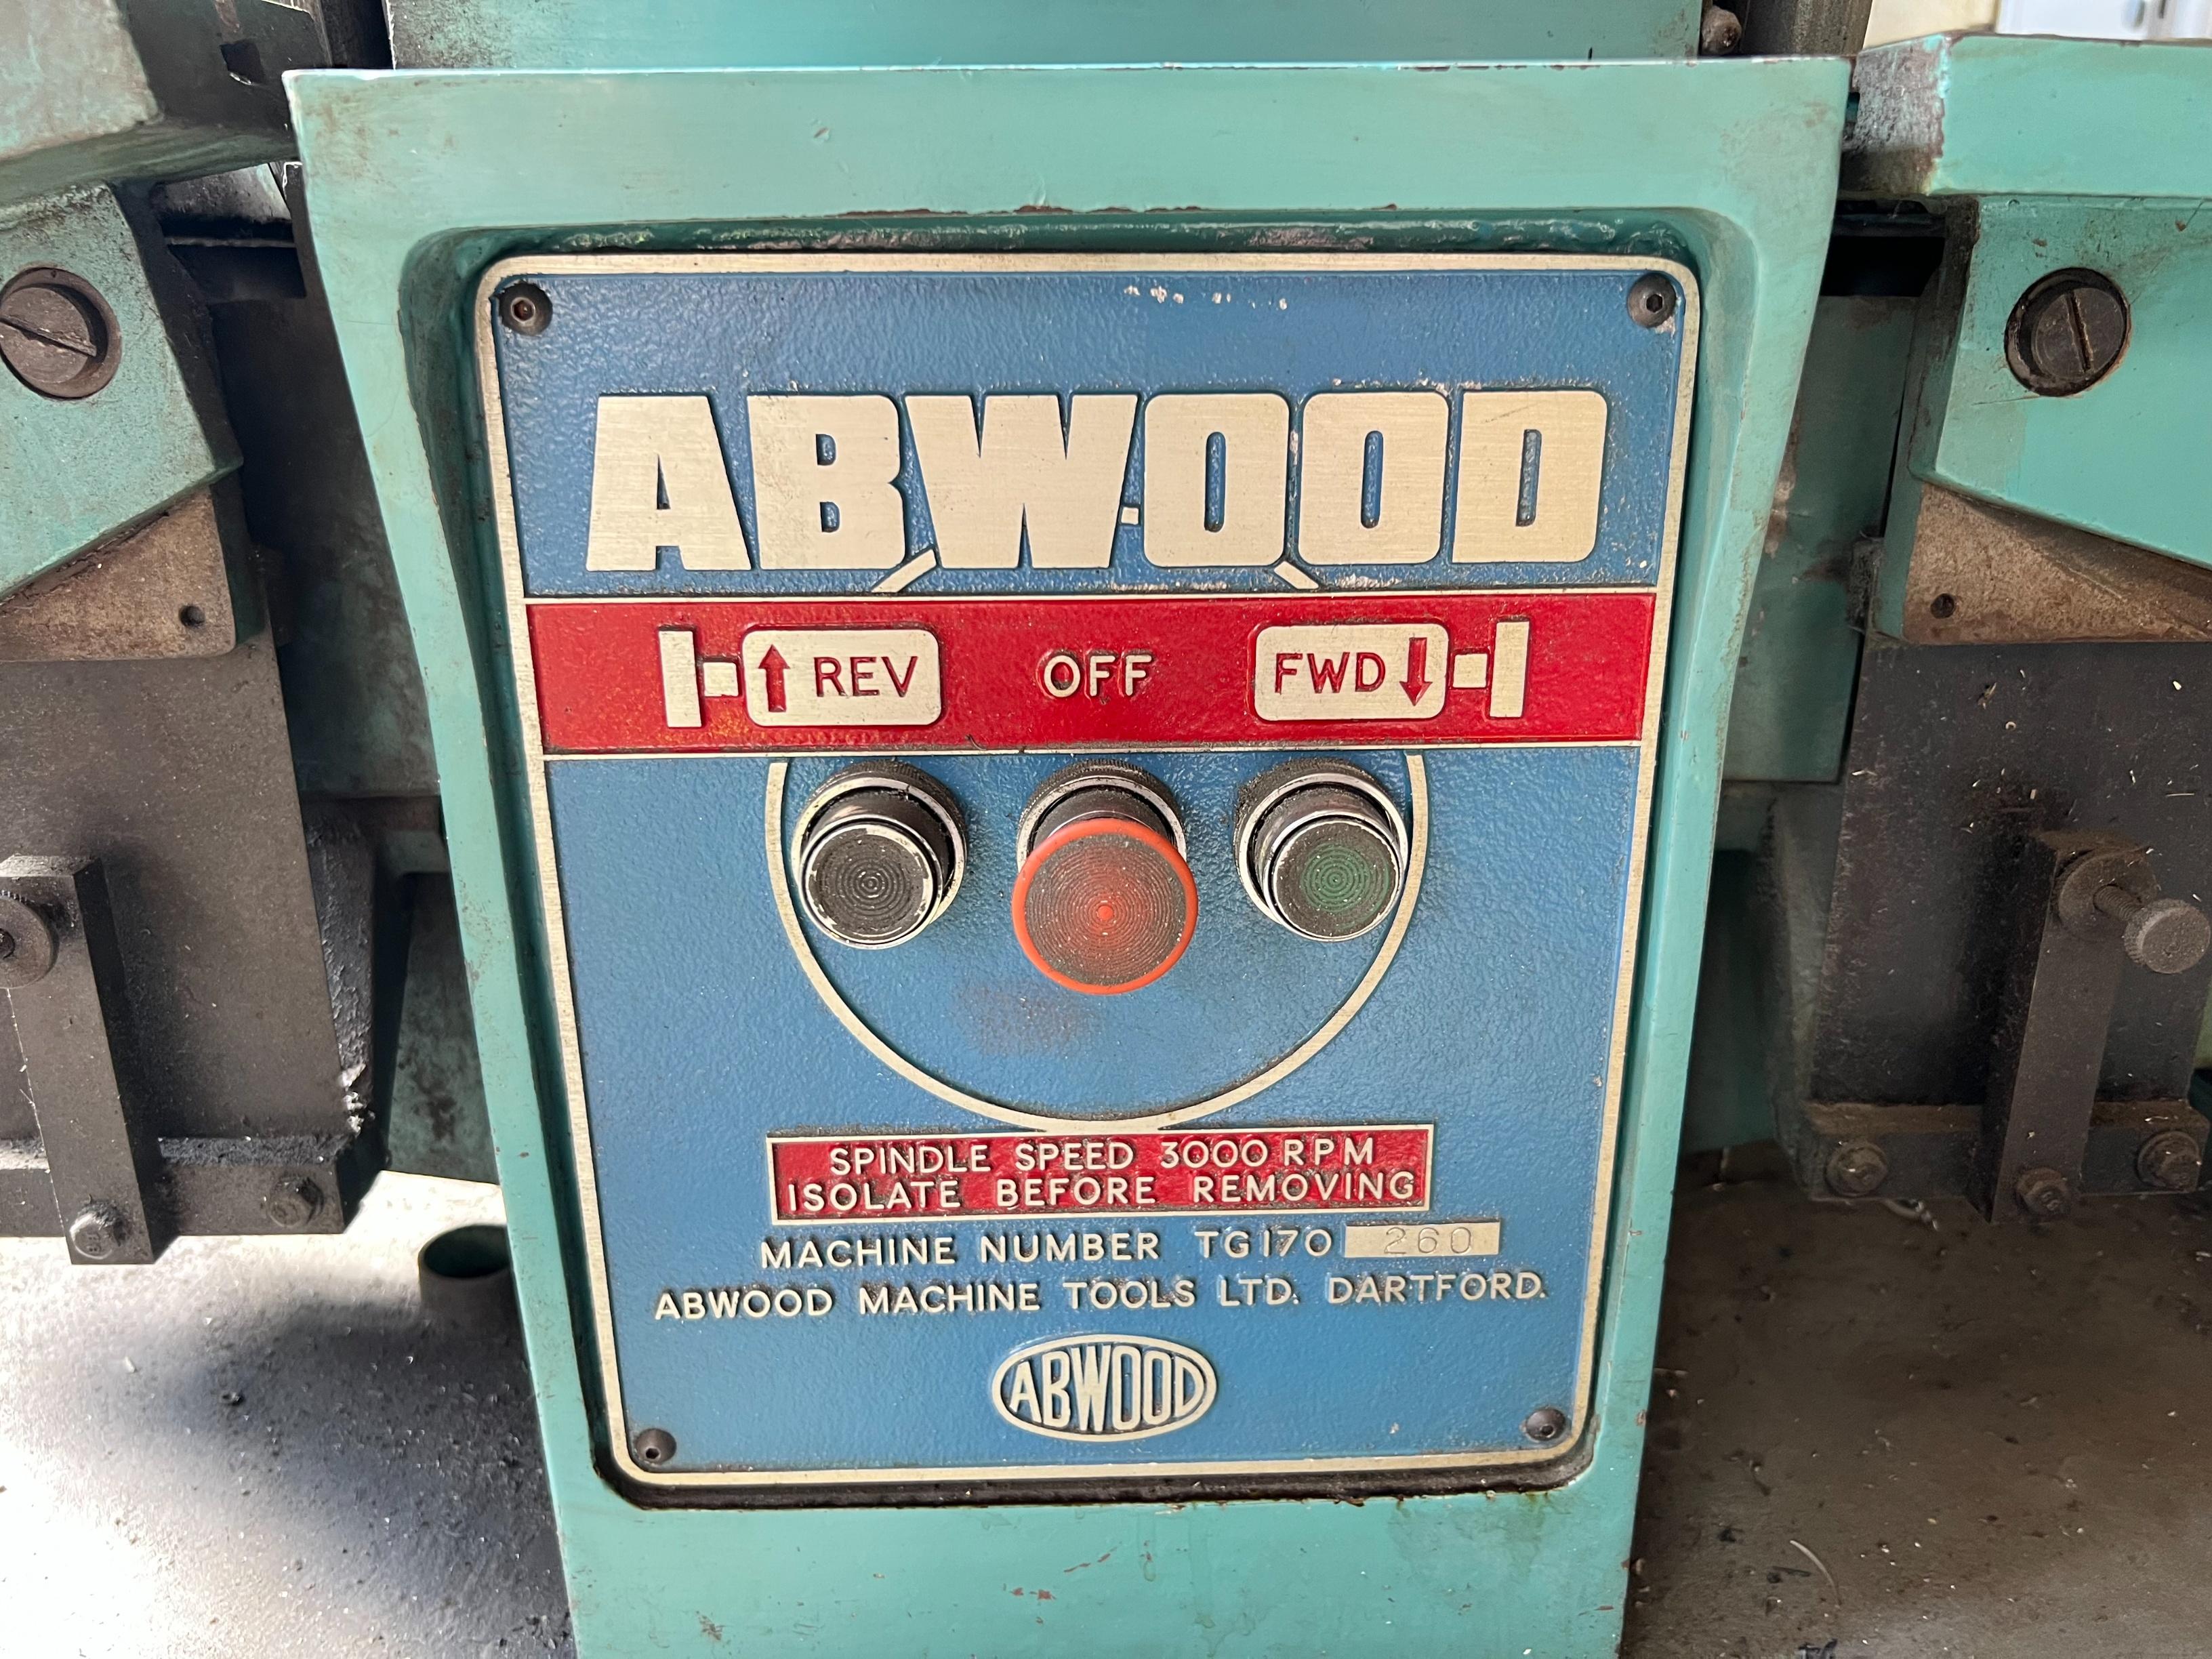 ABWOOD
↑ REV OFF FWD ↓
SPINDLE SPEED 3000 RPM
ISOLATE BEFORE REMOVING
MACHINE NUMBER TG170 260
ABWOOD MACHINE TOOLS LTD. DARTFORD.
ABWOOD